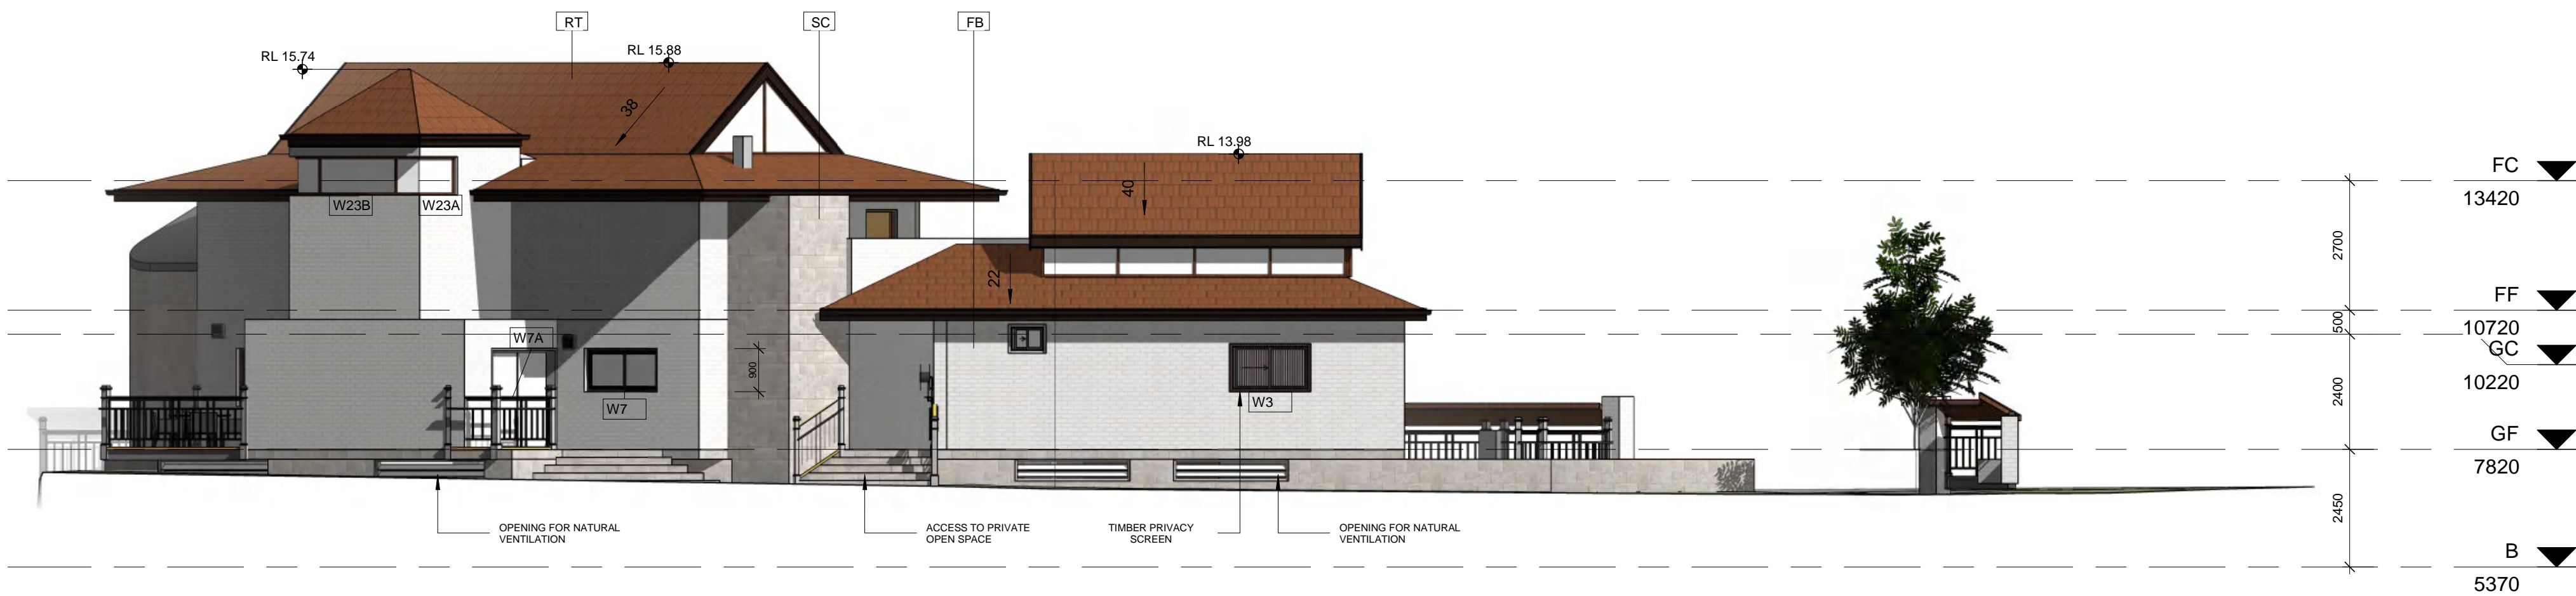 RT
SC
FB
RL 15.74
RL 15.88
38
RL 13.98
FC
13420
40
W23B
W23A
2700
22
FF
10720
500
W7A
GC
10220
900
W7
W3
2400
GF
7820
2450
OPENING FOR NATURAL
VENTILATION
ACCESS TO PRIVATE
OPEN SPACE
TIMBER PRIVACY
SCREEN
OPENING FOR NATURAL
VENTILATION
B
5370